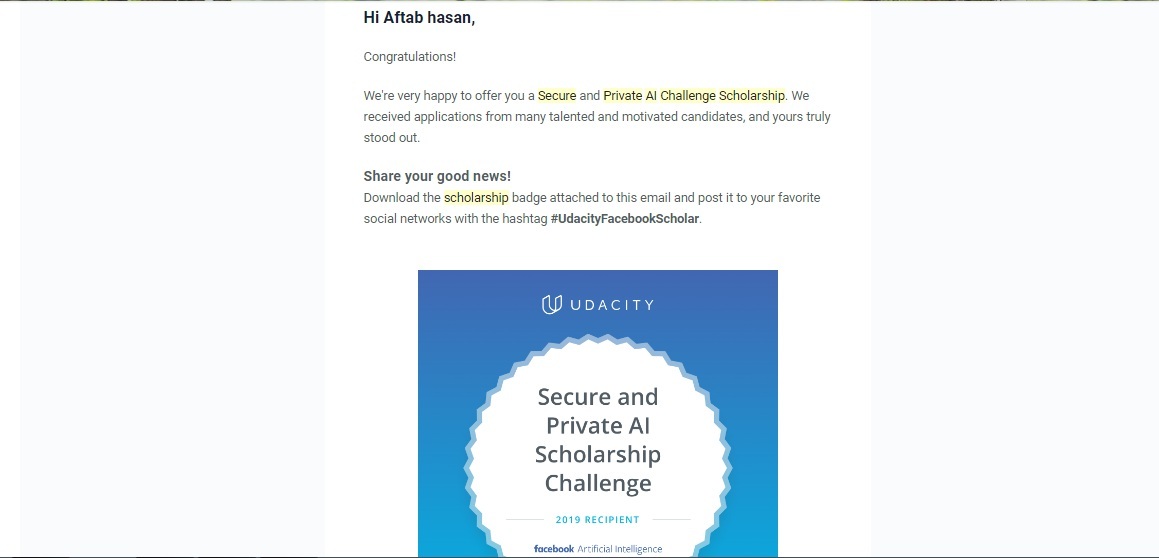 Hi Aftab hasan,
Congratulations!
We're very happy to offer you a Secure and Private AI Challenge Scholarship. We
received applications from many talented and motivated candidates, and yours truly
stood out.
Share your good news!
Download the scholarship badge attached to this email and post it to your favorite
social networks with the hashtag #UdacityFacebookScholar.
UDACITY
Secure and
Private AI
Scholarship
Challenge
2019 RECIPIENT
facebook Artificial Intelligence